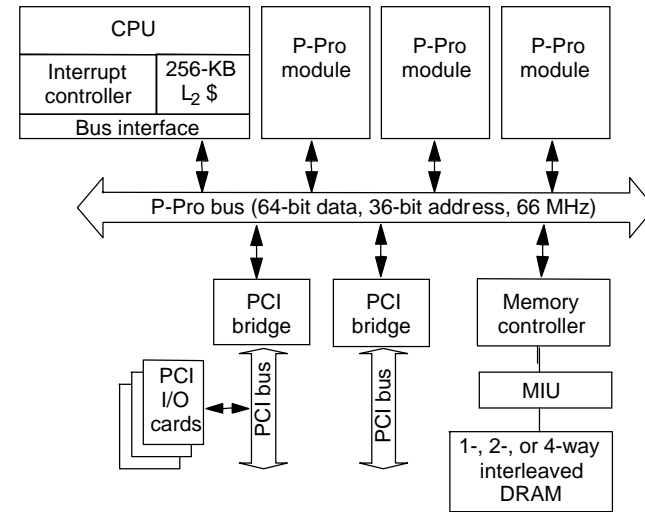 CPU
Interrupt
controller
256-KB
L₂ $
Bus interface
P-Pro
module
P-Pro
module
P-Pro
module
P-Pro bus (64-bit data, 36-bit address, 66 MHz)
PCI
bridge
PCI
bridge
Memory
controller
PCI
I/O
cards
PCI bus
PCI bus
MIU
1-, 2-, or 4-way
interleaved
DRAM